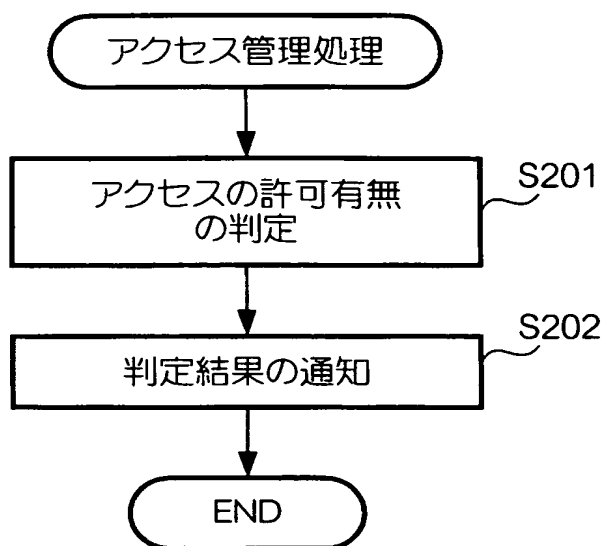 アクセス管理処理
アクセスの許可有無
の判定
S201
判定結果の通知
S202
END